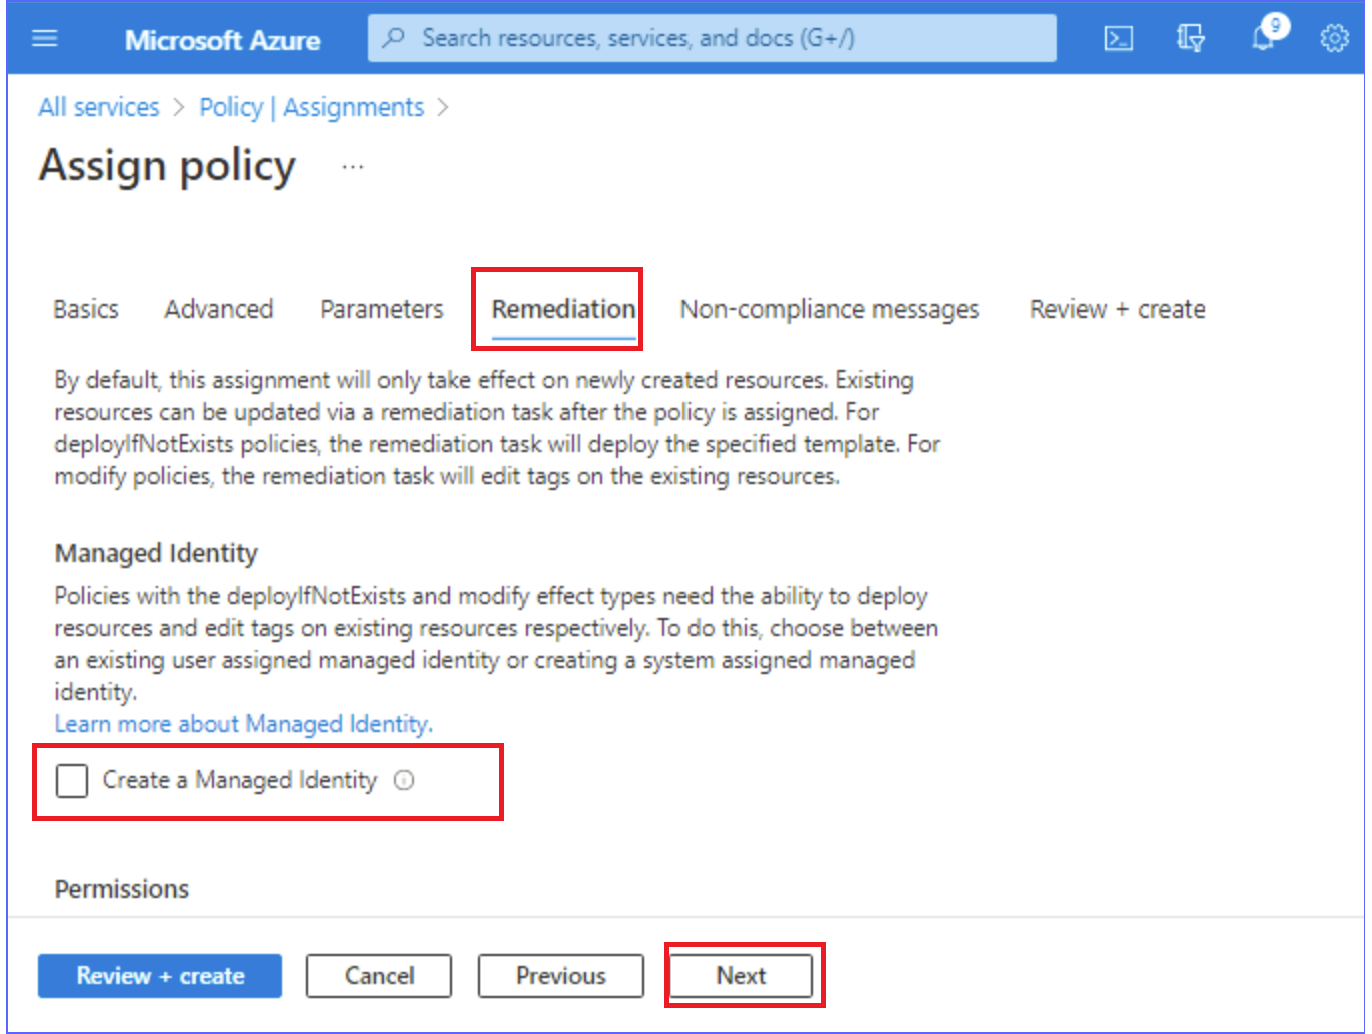 Microsoft Azure
Search resources, services, and docs (G+/)
9
All services > Policy | Assignments >
Assign policy ...
Basics Advanced Parameters Remediation Non-compliance messages Review + create
By default, this assignment will only take effect on newly created resources. Existing
resources can be updated via a remediation task after the policy is assigned. For
deployIfNotExists policies, the remediation task will deploy the specified template. For
modify policies, the remediation task will edit tags on the existing resources.
Managed Identity
Policies with the deployIfNotExists and modify effect types need the ability to deploy
resources and edit tags on existing resources respectively. To do this, choose between
an existing user assigned managed identity or creating a system assigned managed
identity.
Learn more about Managed Identity.
Create a Managed Identity
Permissions
Review + create Cancel Previous Next